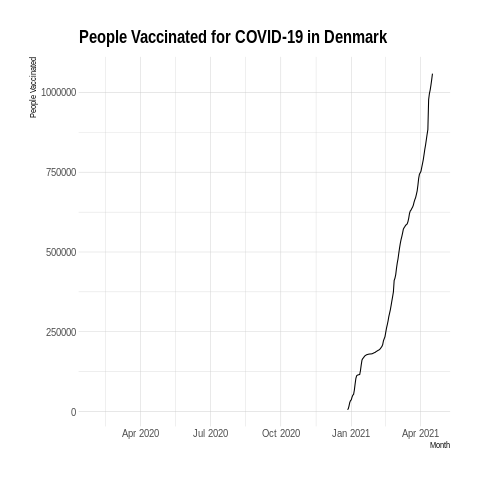 People Vaccinated for COVID-19 in Denmark
People Vaccinated
1000000
750000
500000
250000
0
Apr 2020 Jul 2020 Oct 2020 Jan 2021 Apr 2021
Month